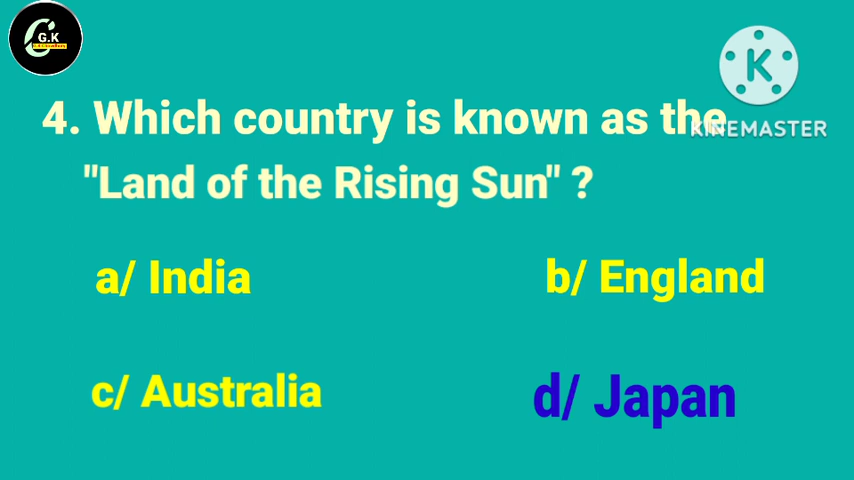 G.K
4. Which country is known as the
KINEMASTER
"Land of the Rising Sun" ?
a/ India
b/ England
c/ Australia
d/ Japan